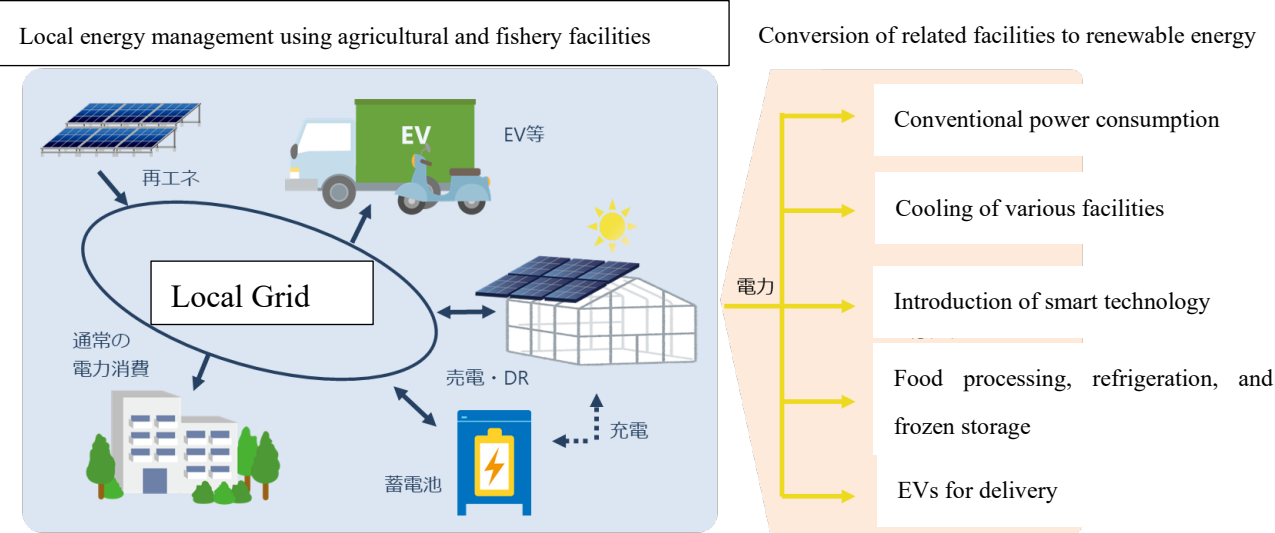 Local energy management using agricultural and fishery facilities
Conversion of related facilities to renewable energy
再エネ
EV
EV等
Local Grid
通常の
電力消費
売電・DR
充電
蓄電池
電力
Conventional power consumption
Cooling of various facilities
Introduction of smart technology
Food processing, refrigeration, and
frozen storage
EVs for delivery